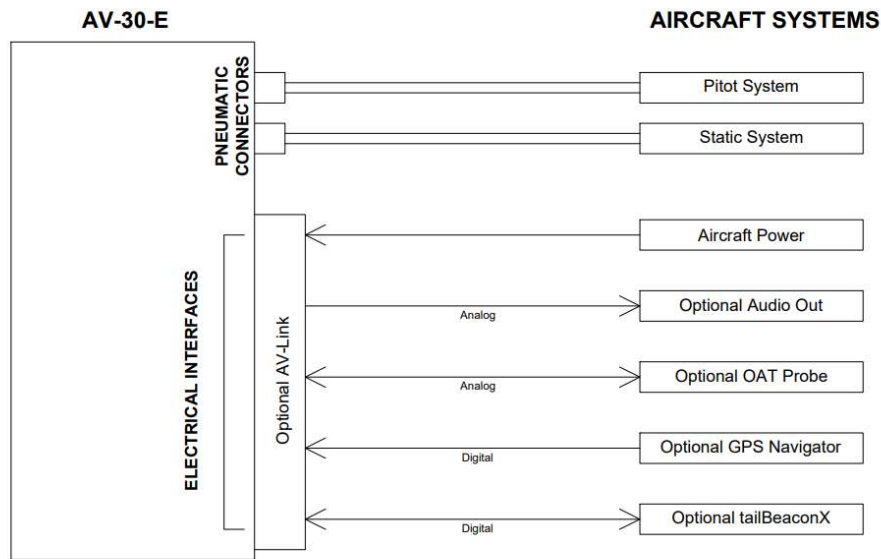 AV-30-E
AIRCRAFT SYSTEMS
PNEUMATIC
CONNECTORS
Pitot System
Static System
ELECTRICAL INTERFACES
Optional AV-Link
Aircraft Power
Analog
Optional Audio Out
Analog
Optional OAT Probe
Digital
Optional GPS Navigator
Digital
Optional tailBeaconX